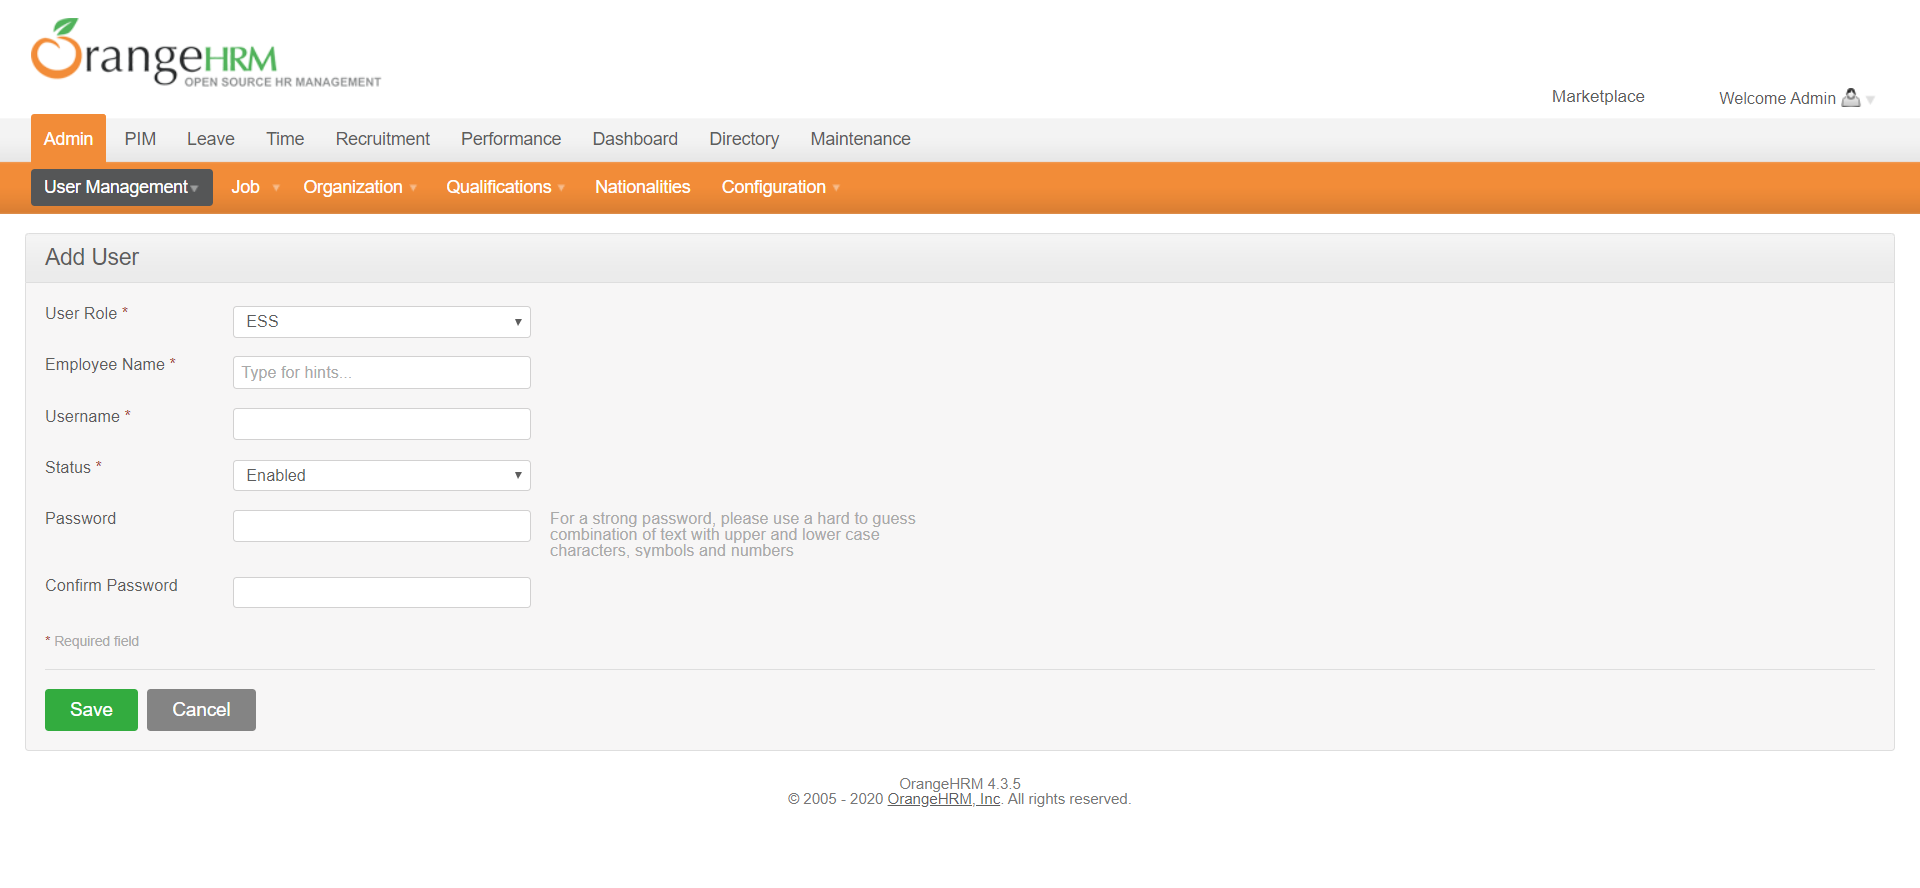 OrangeHRM
OPEN SOURCE HR MANAGEMENT
Marketplace
Welcome Admin
Admin PIM Leave Time Recruitment Performance Dashboard Directory Maintenance
User Management Job Organization Qualifications Nationalities Configuration
Add User
User Role *
ESS
Employee Name *
Type for hints...
Username *
Status *
Enabled
Password
For a strong password, please use a hard to guess
combination of text with upper and lower case
characters, symbols and numbers
Confirm Password
* Required field
Save Cancel
OrangeHRM 4.3.5
© 2005 - 2020 OrangeHRM, Inc. All rights reserved.